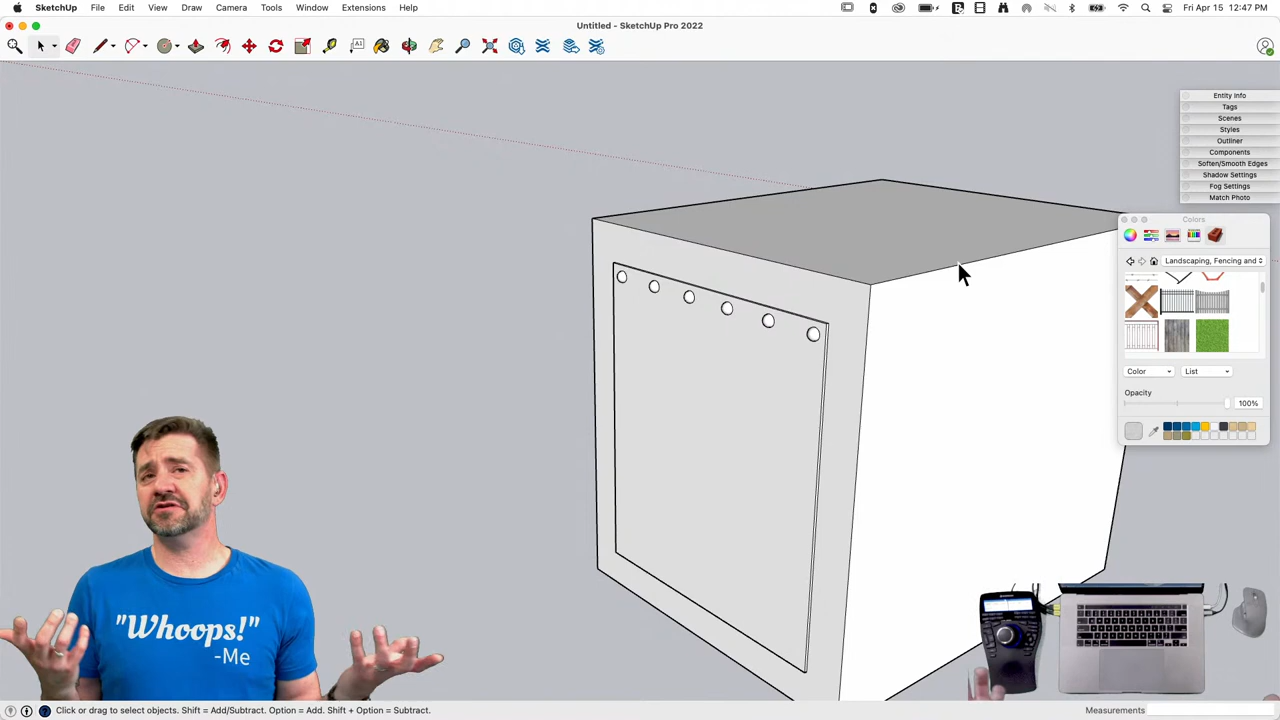 SketchUp File Edit View Draw Camera Tools Window Extensions Help Fri Apr 15 12:47 PM
Untitled - SketchUp Pro 2022
A1
Entity Info
Tags
Scenes
Styles
Outliner
Components
Soften/Smooth Edges
Shadow Settings
Fog Settings
Match Photo
Colors
Landscaping, Fencing and
Color List
Opacity
100%
"Whoops!"
-Me
Click or drag to select objects. Shift = Add/Subtract. Option = Add. Shift + Option = Subtract. Measurements